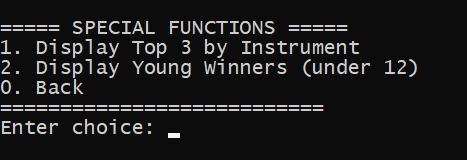 ===== SPECIAL FUNCTIONS =====
1. Display Top 3 by Instrument
2. Display Young Winners (under 12)
0. Back
===========================
Enter choice: _